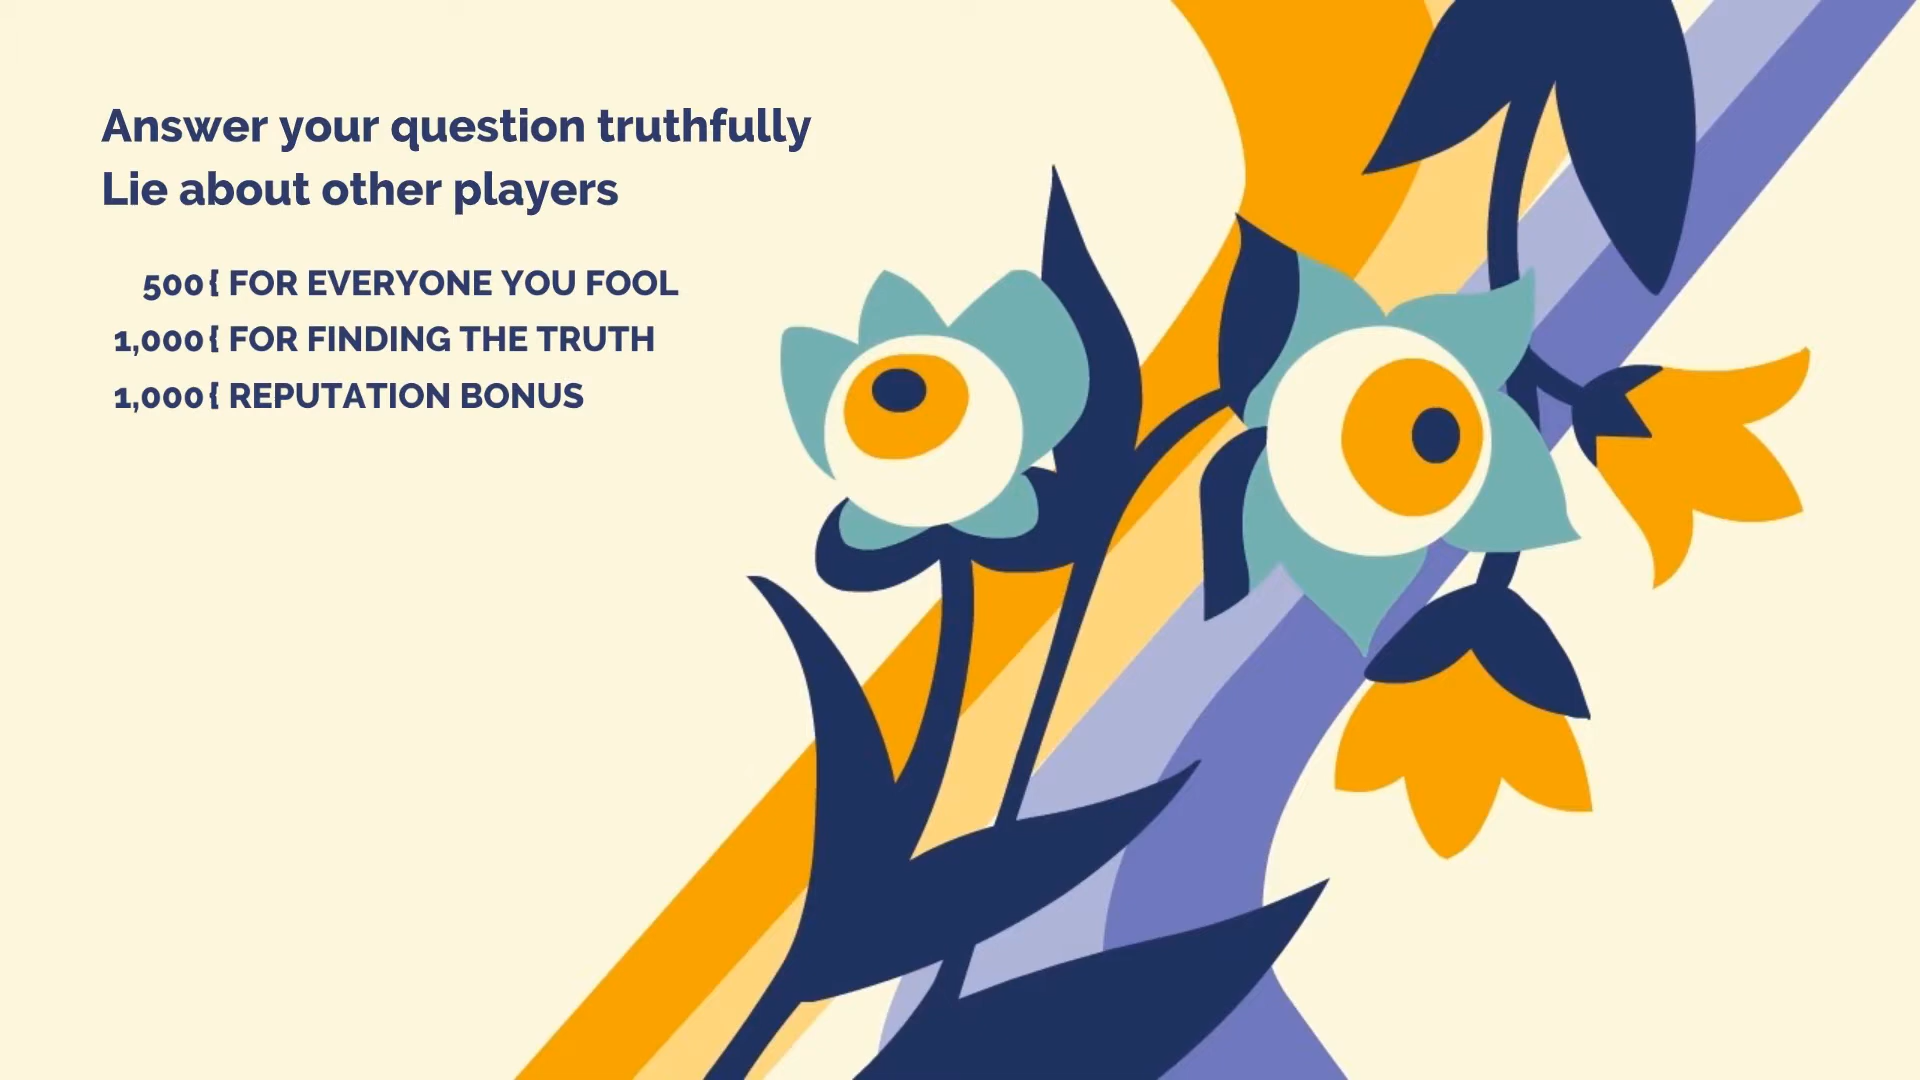 Answer your question truthfully
Lie about other players
500{ FOR EVERYONE YOU FOOL
1,000{ FOR FINDING THE TRUTH
1,000{ REPUTATION BONUS